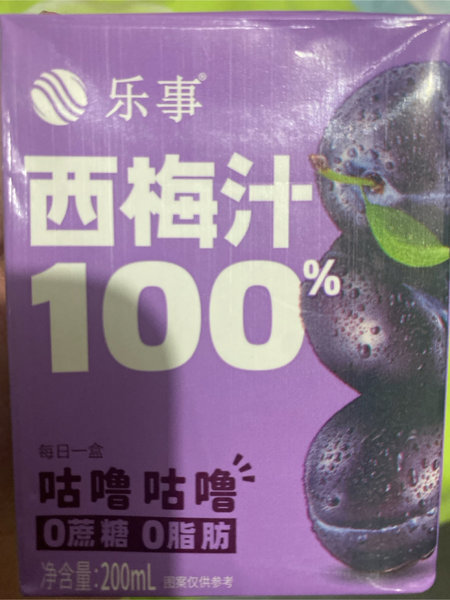 乐事®
西梅汁
100%
每日一盒
咕噜咕噜
0蔗糖 0脂肪
净含量:200mL 图案仅供参考